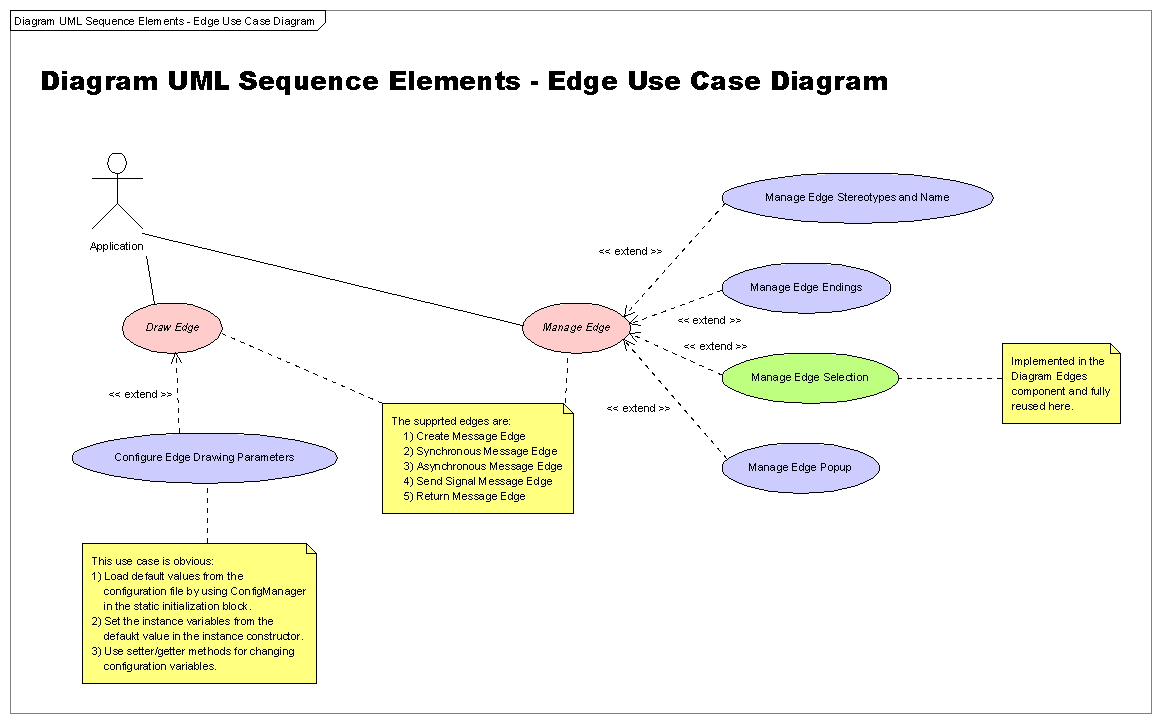 Diagram UML Sequence Elements - Edge Use Case Diagram
Diagram UML Sequence Elements - Edge Use Case Diagram
Application
Manage Edge Stereotypes and Name
<< extend >>
Manage Edge Endings
<< extend >>
Draw Edge
Manage Edge
<< extend >>
Manage Edge Selection
Implemented in the
Diagram Edges
component and fully
reused here.
<< extend >>
<< extend >>
The supprted edges are:
1) Create Message Edge
2) Synchronous Message Edge
3) Asynchronous Message Edge
4) Send Signal Message Edge
5) Return Message Edge
Configure Edge Drawing Parameters
Manage Edge Popup
This use case is obvious:
1) Load default values from the
configuration file by using ConfigManager
in the static initialization block.
2) Set the instance variables from the
defaukt value in the instance constructor.
3) Use setter/getter methods for changing
configuration variables.